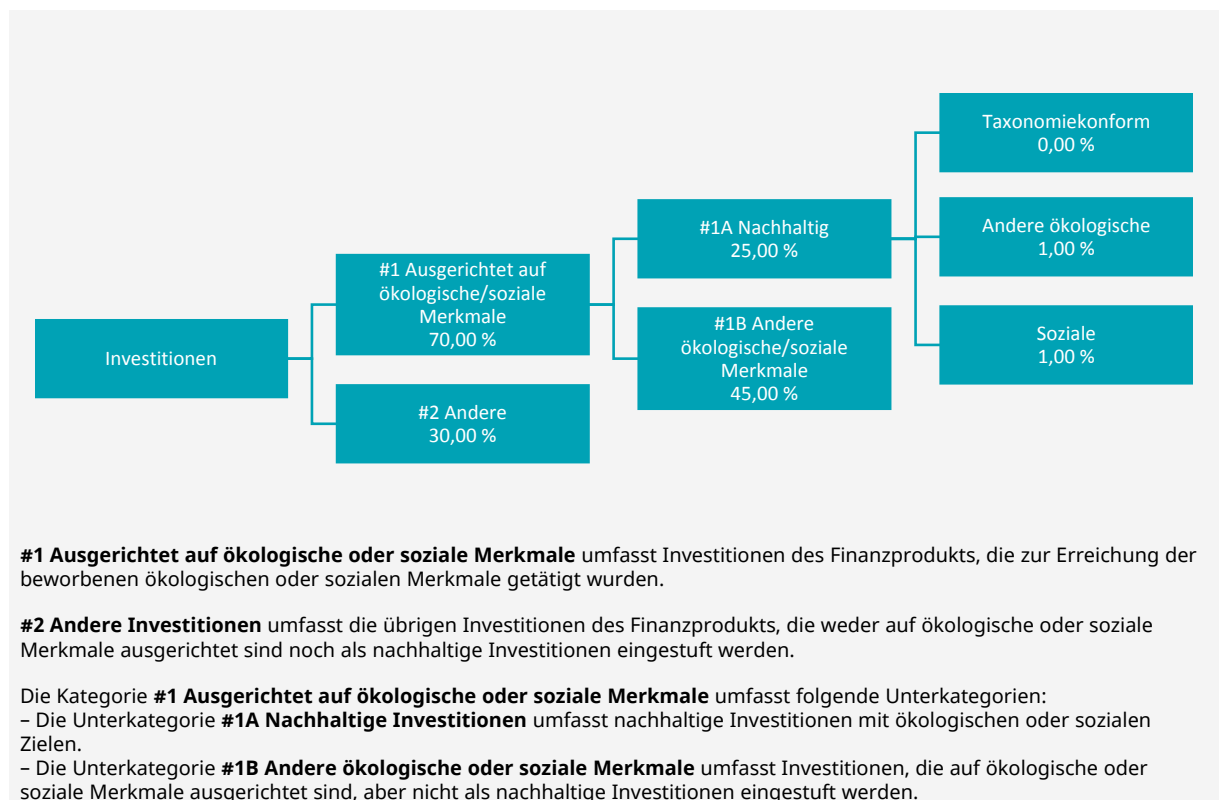 Investitionen
#1 Ausgerichtet auf
ökologische/soziale
Merkmale
70,00 %
#2 Andere
30,00 %
#1A Nachhaltig
25,00 %
#1B Andere
ökologische/soziale
Merkmale
45,00 %
Taxonomiekonform
0,00 %
Andere ökologische
1,00 %
Soziale
1,00 %
#1 Ausgerichtet auf ökologische oder soziale Merkmale umfasst Investitionen des Finanzprodukts, die zur Erreichung der
beworbenen ökologischen oder sozialen Merkmale getätigt wurden.
#2 Andere Investitionen umfasst die übrigen Investitionen des Finanzprodukts, die weder auf ökologische oder soziale
Merkmale ausgerichtet sind noch als nachhaltige Investitionen eingestuft werden.
Die Kategorie #1 Ausgerichtet auf ökologische oder soziale Merkmale umfasst folgende Unterkategorien:
– Die Unterkategorie #1A Nachhaltige Investitionen umfasst nachhaltige Investitionen mit ökologischen oder sozialen
Zielen.
– Die Unterkategorie #1B Andere ökologische oder soziale Merkmale umfasst Investitionen, die auf ökologische oder
soziale Merkmale ausgerichtet sind, aber nicht als nachhaltige Investitionen eingestuft werden.